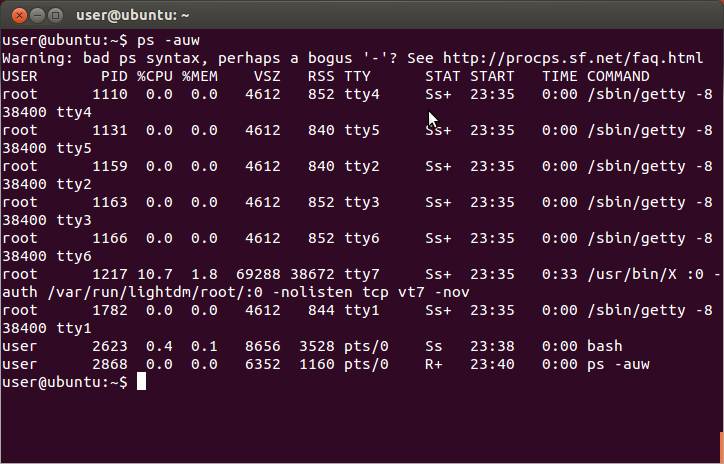 user@ubuntu: ~
user@ubuntu:~$ ps -auw
Warning: bad ps syntax, perhaps a bogus '-'? See http://procps.sf.net/faq.html
USER       PID %CPU %MEM    VSZ   RSS TTY      STAT START   TIME COMMAND
root      1110  0.0  0.0   4612   852 tty4     Ss+  23:35   0:00 /sbin/getty -8
38400 tty4
root      1131  0.0  0.0   4612   840 tty5     Ss+  23:35   0:00 /sbin/getty -8
38400 tty5
root      1159  0.0  0.0   4612   840 tty2     Ss+  23:35   0:00 /sbin/getty -8
38400 tty2
root      1163  0.0  0.0   4612   852 tty3     Ss+  23:35   0:00 /sbin/getty -8
38400 tty3
root      1166  0.0  0.0   4612   852 tty6     Ss+  23:35   0:00 /sbin/getty -8
38400 tty6
root      1217 10.7  1.8  69288 38672 tty7     Ss+  23:35   0:33 /usr/bin/X :0 -
auth /var/run/lightdm/root/:0 -nolisten tcp vt7 -nov
root      1782  0.0  0.0   4612   844 tty1     Ss+  23:35   0:00 /sbin/getty -8
38400 tty1
user      2623  0.4  0.1   8656  3528 pts/0    Ss   23:38   0:00 bash
user      2868  0.0  0.0   6352  1160 pts/0    R+   23:40   0:00 ps -auw
user@ubuntu:~$